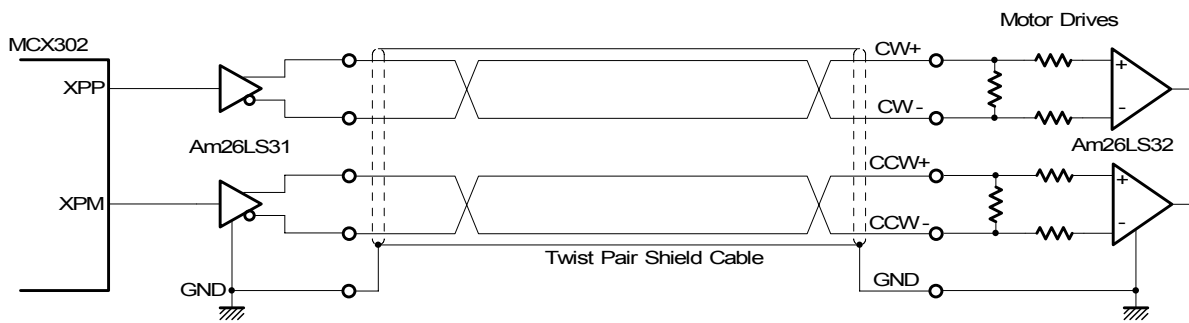 Motor Drives
MCX302
CW+
XPP
+
-
CW-
Am26LS31
Am26LS32
CCW+
XPM
+
-
CCW-
Twist Pair Shield Cable
GND
GND